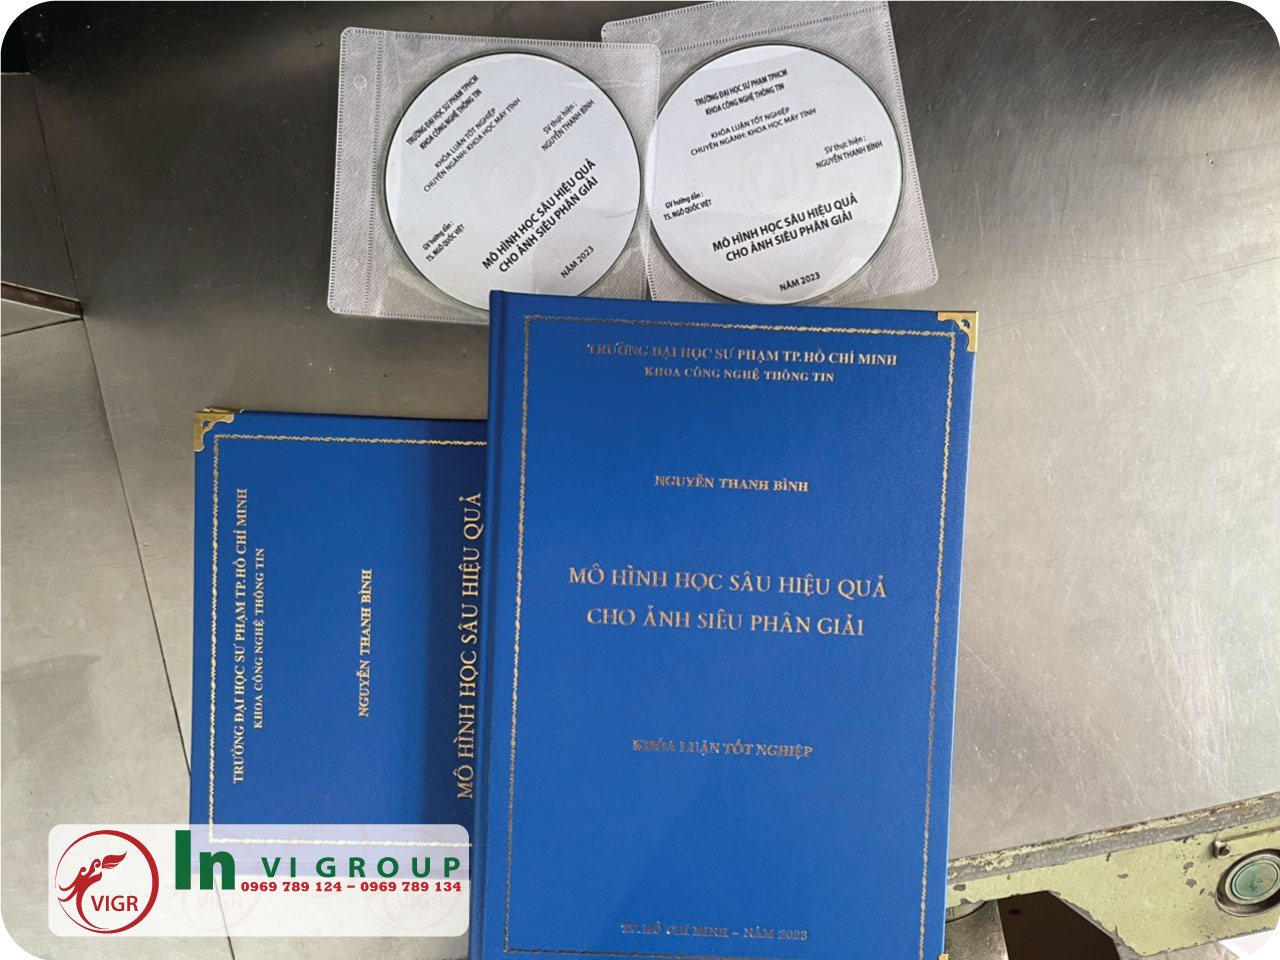 TRƯỜNG ĐẠI HỌC SƯ PHẠM TPHCM
KHOA CÔNG NGHỆ THÔNG TIN
KHÓA LUẬN TỐT NGHIỆP
CHUYÊN NGÀNH: KHOA HỌC MÁY TÍNH
SV thực hiện :
NGUYỄN THANH BÌNH
GV hướng dẫn :
TS. NGÔ QUỐC VIỆT
MÔ HÌNH HỌC SÂU HIỆU QUẢ
CHO ẢNH SIÊU PHÂN GIẢI
NĂM 2023
TRƯỜNG ĐẠI HỌC SƯ PHẠM TPHCM
KHOA CÔNG NGHỆ THÔNG TIN
KHÓA LUẬN TỐT NGHIỆP
CHUYÊN NGÀNH: KHOA HỌC MÁY TÍNH
SV thực hiện :
NGUYỄN THANH BÌNH
GV hướng dẫn :
TS. NGÔ QUỐC VIỆT
MÔ HÌNH HỌC SÂU HIỆU QUẢ
CHO ẢNH SIÊU PHÂN GIẢI
NĂM 2023
TRƯỜNG ĐẠI HỌC SƯ PHẠM TP. HỒ CHÍ MINH
KHOA CÔNG NGHỆ THÔNG TIN
NGUYỄN THANH BÌNH
MÔ HÌNH HỌC SÂU HIỆU QUẢ
CHO ẢNH SIÊU PHÂN GIẢI
KHÓA LUẬN TỐT NGHIỆP
TP. HỒ CHÍ MINH – NĂM 2023
TRƯỜNG ĐẠI HỌC SƯ PHẠM TP. HỒ CHÍ MINH
KHOA CÔNG NGHỆ THÔNG TIN
NGUYỄN THANH BÌNH
MÔ HÌNH HỌC SÂU HIỆU QUẢ
VIGR
In VI GROUP
0969 789 124 – 0969 789 134